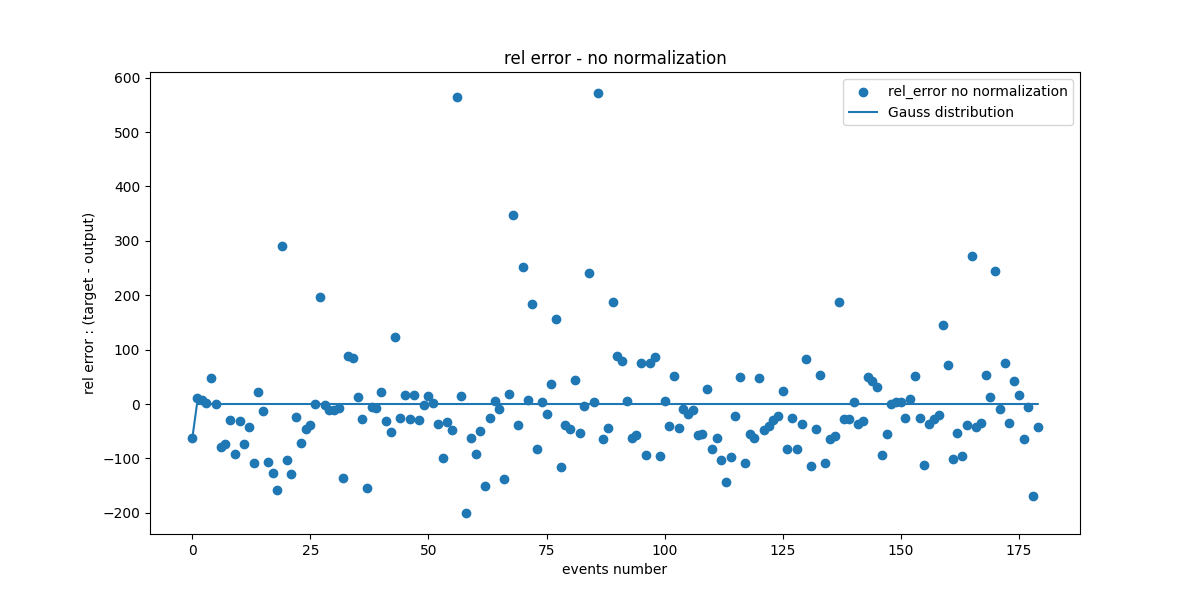 rel error - no normalization
rel error : (target - output)
600
500
400
300
200
100
0
−100
−200
rel_error no normalization
Gauss distribution
0 25 50 75 100 125 150 175
events number